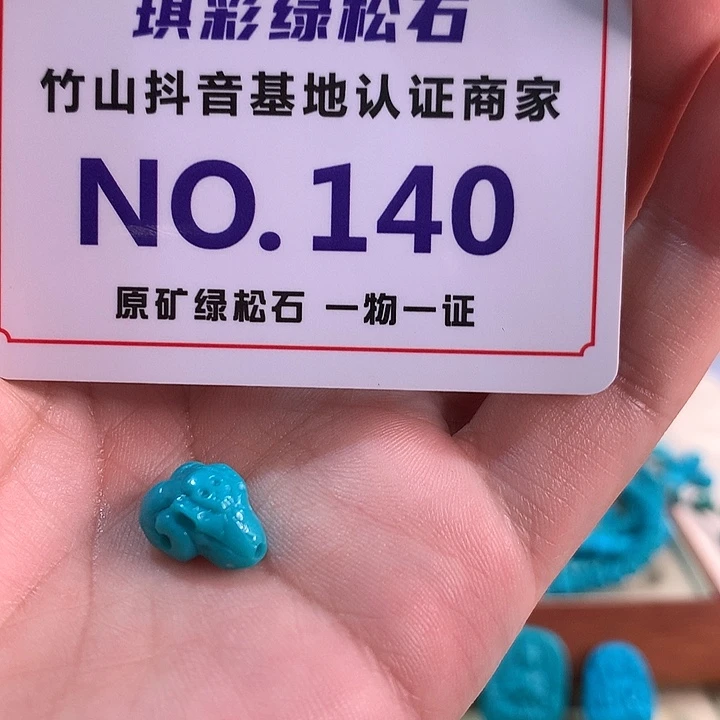 琪彩绿松石
竹山抖音基地认证商家
NO.140
原矿绿松石 一物一证